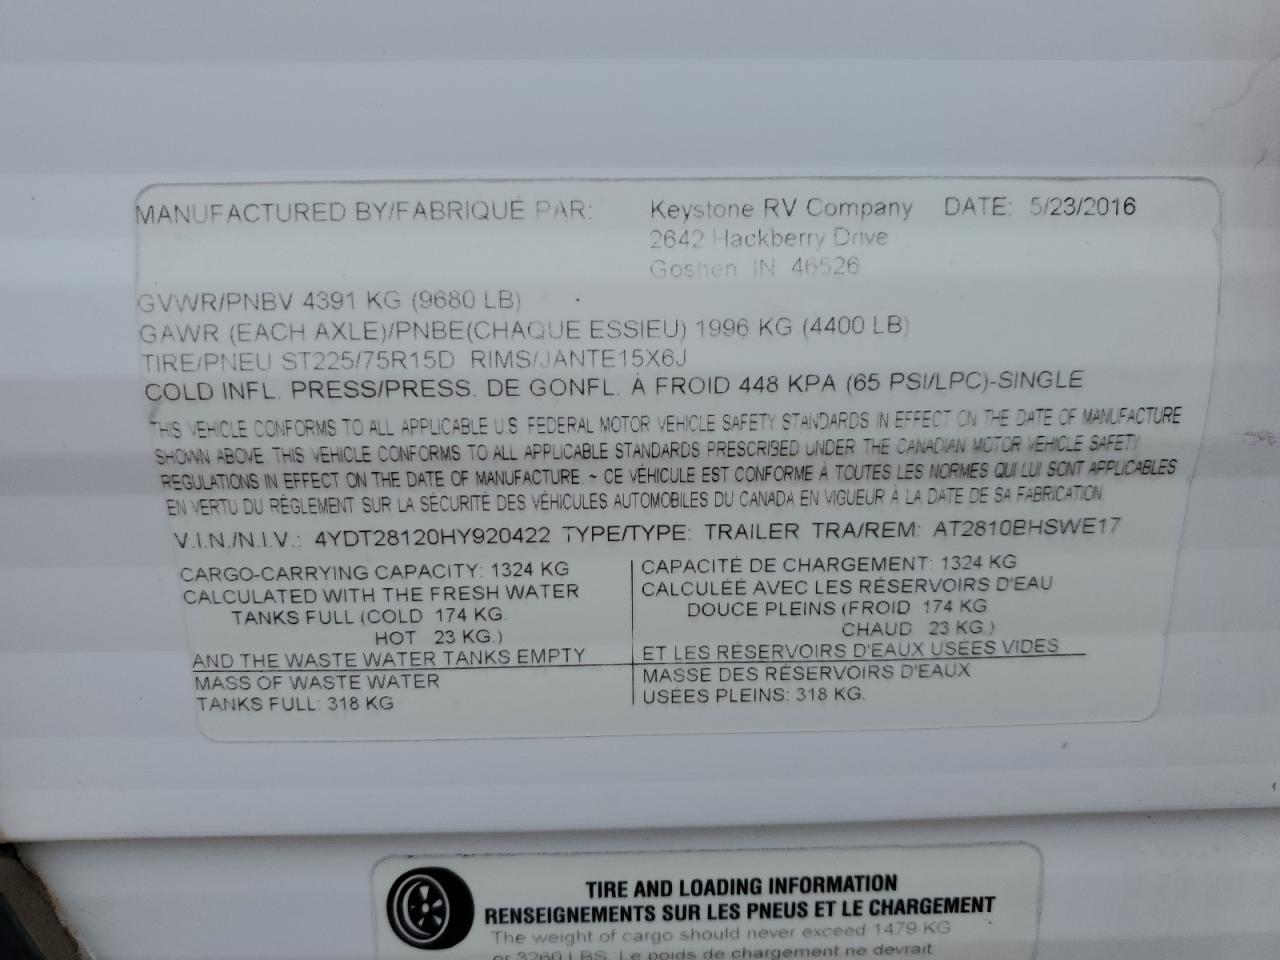 MANUFACTURED BY/FABRIQUÉ PAR: Keystone RV Company DATE: 5/23/2016
2642 Hackberry Drive
Goshen IN 46526
GVWR/PNBV 4391 KG (9680 LB)
GAWR (EACH AXLE)/PNBE(CHAQUE ESSIEU) 1996 KG (4400 LB)
TIRE/PNEU ST225/75R15D RIMS/JANTE15X6J
COLD INFL. PRESS/PRESS. DE GONFL. À FROID 448 KPA (65 PSI/LPC)-SINGLE
THIS VEHICLE CONFORMS TO ALL APPLICABLE U.S FEDERAL MOTOR VEHICLE SAFETY STANDARDS IN EFFECT ON THE DATE OF MANUFACTURE
SHOWN ABOVE. THIS VEHICLE CONFORMS TO ALL APPLICABLE STANDARDS PRESCRIBED UNDER THE CANADIAN MOTOR VEHICLE SAFETY
REGULATIONS IN EFFECT ON THE DATE OF MANUFACTURE. ~ CE VÉHICULE EST CONFORME À TOUTES LES NORMES QUI LUI SONT APPLICABLES
EN VERTU DU RÈGLEMENT SUR LA SÉCURITÉ DES VÉHICULES AUTOMOBILES DU CANADA EN VIGUEUR À LA DATE DE SA FABRICATION.
V.I.N./N.I.V.: 4YDT28120HY920422 TYPE/TYPE: TRAILER TRA/REM: AT2810BHSWE17
CARGO-CARRYING CAPACITY: 1324 KG
CALCULATED WITH THE FRESH WATER
TANKS FULL (COLD 174 KG.
HOT 23 KG.)
AND THE WASTE WATER TANKS EMPTY
MASS OF WASTE WATER
TANKS FULL: 318 KG
CAPACITÉ DE CHARGEMENT: 1324 KG
CALCULÉE AVEC LES RÉSERVOIRS D'EAU
DOUCE PLEINS (FROID 174 KG.
CHAUD 23 KG.)
ET LES RÉSERVOIRS D'EAUX USÉES VIDES
MASSE DES RÉSERVOIRS D'EAUX
USÉES PLEINS: 318 KG.
TIRE AND LOADING INFORMATION
RENSEIGNEMENTS SUR LES PNEUS ET LE CHARGEMENT
The weight of cargo should never exceed 1479 KG
or 3260 LBS. Le poids de chargement ne devrait